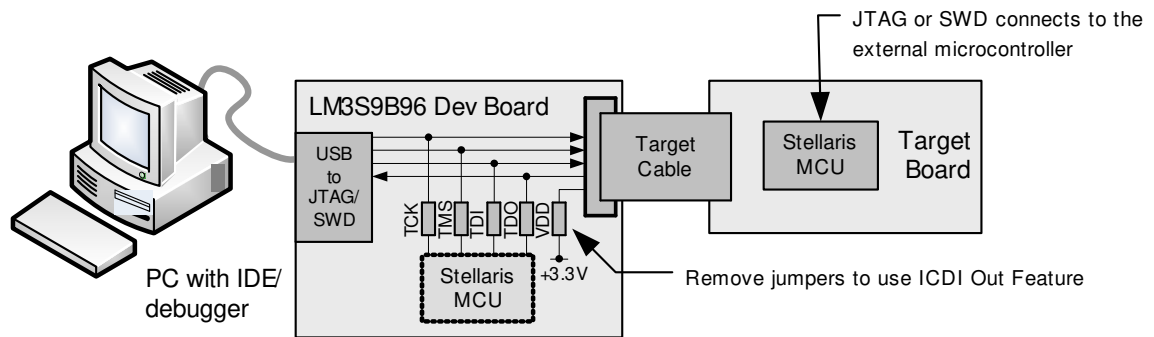 JTAG or SWD connects to the
external microcontroller
LM3S9B96 Dev Board
USB
to
JTAG/
SWD
Target
Cable
Stellaris
MCU
Target
Board
TCK
TMS
TDI
TDO
VDD
+3.3V
Stellaris
MCU
PC with IDE/
debugger
Remove jumpers to use ICDI Out Feature